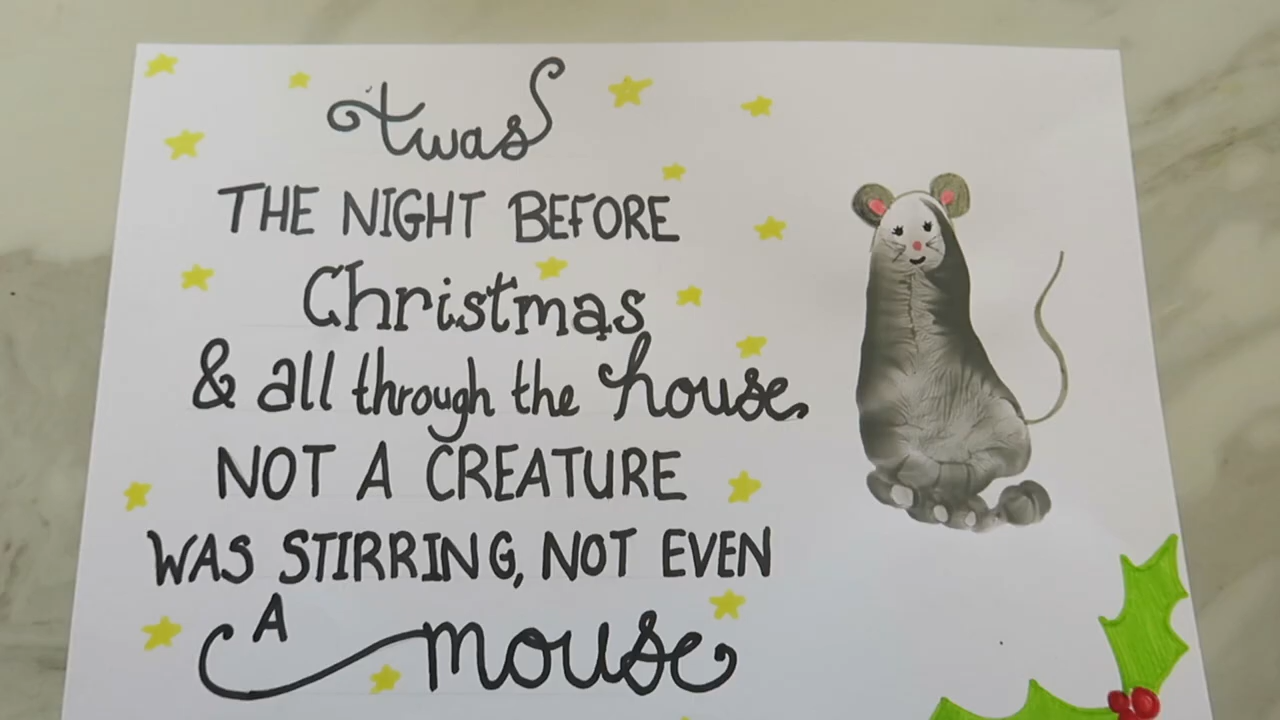 twas
THE NIGHT BEFORE
Christmas
& all through the house
NOT A CREATURE
WAS STIRRING, NOT EVEN
A mouse